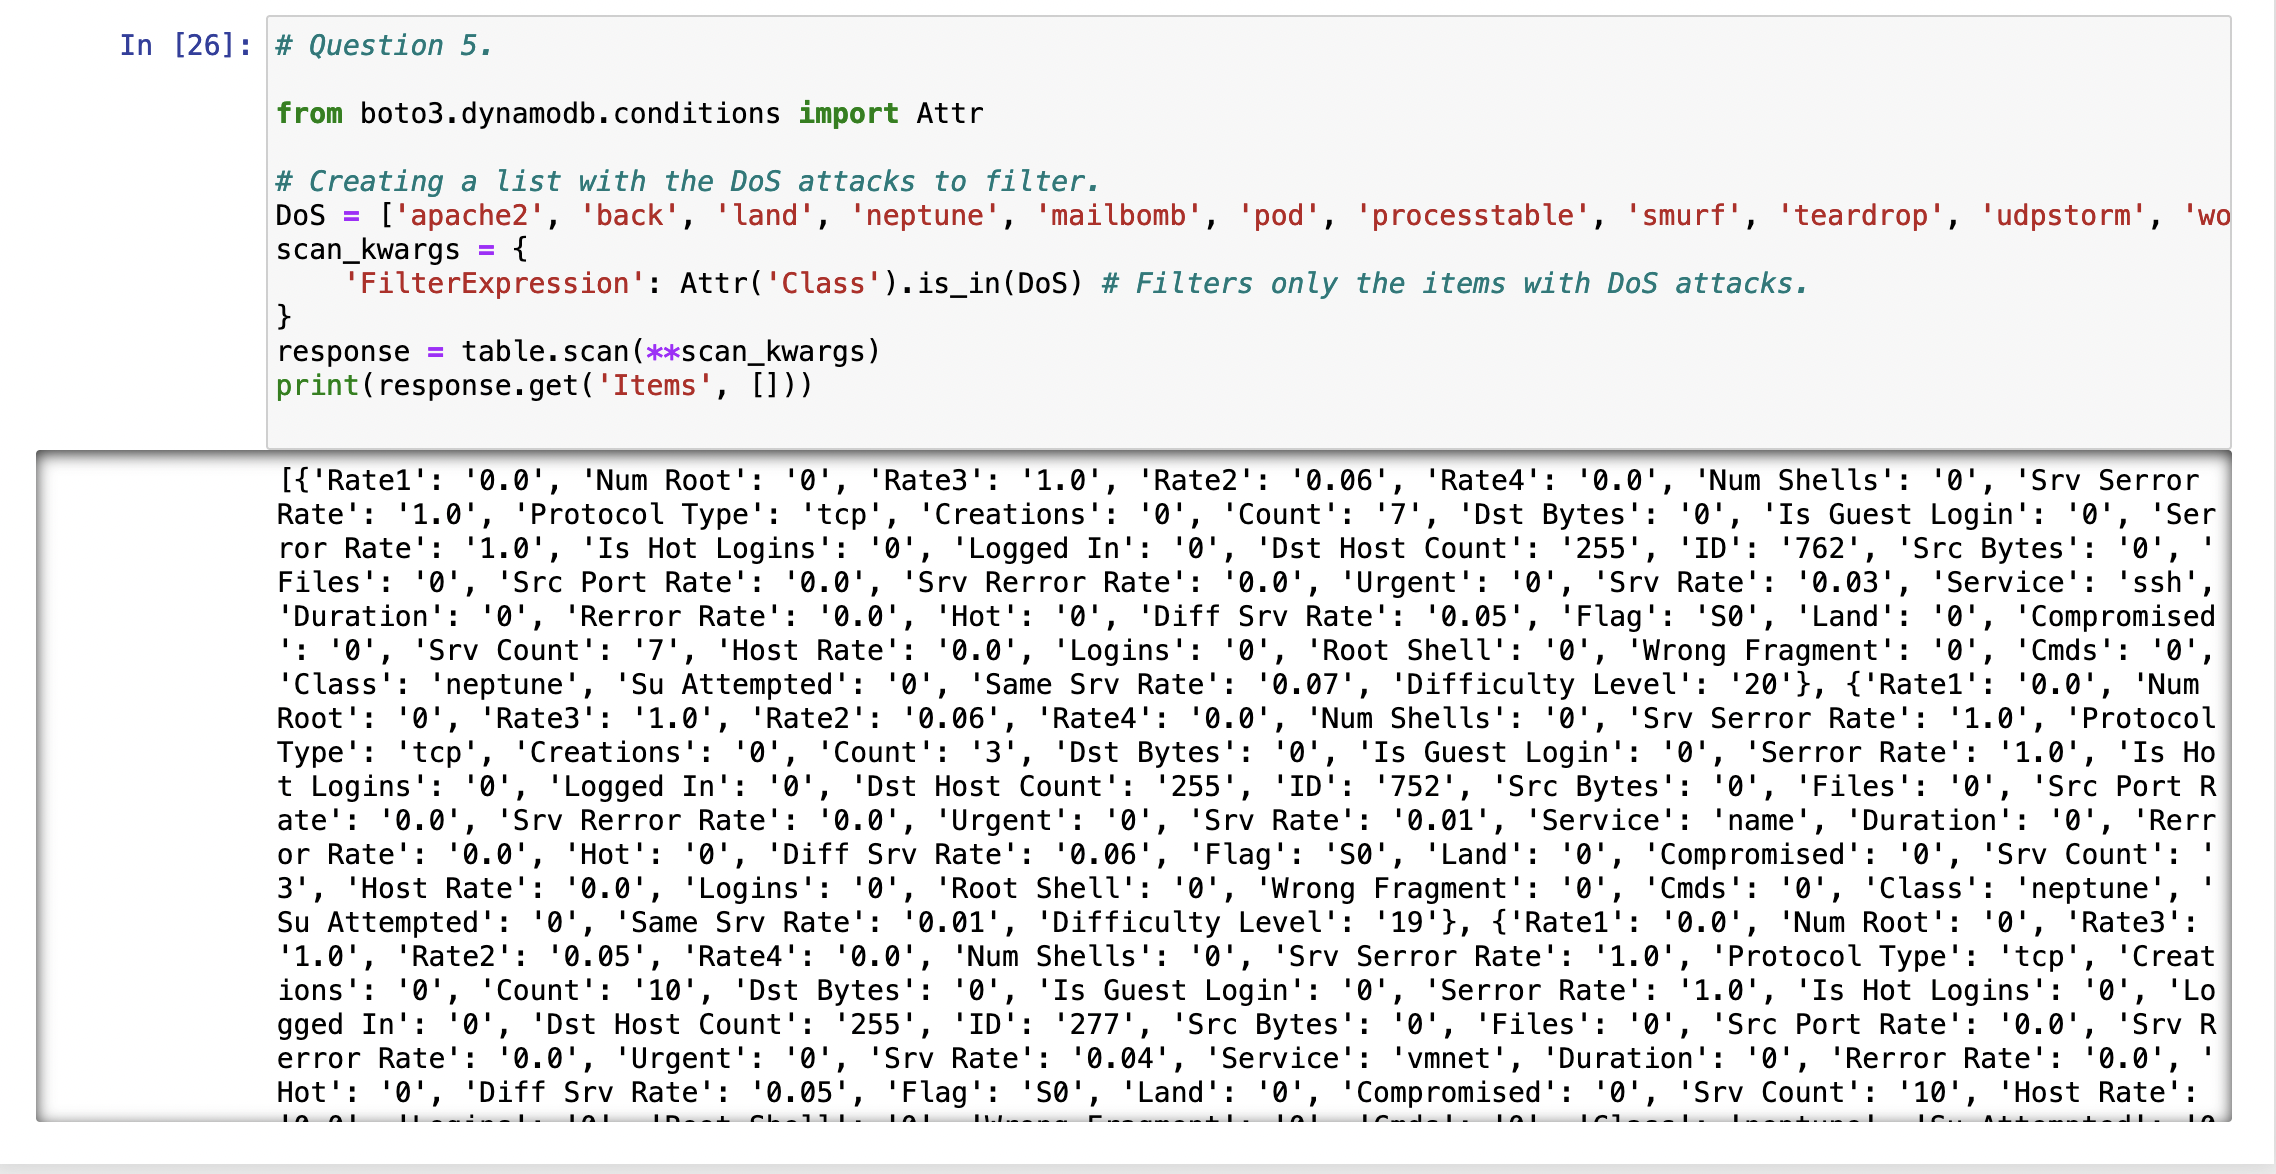 In [26]: # Question 5.
from boto3.dynamodb.conditions import Attr
# Creating a list with the DoS attacks to filter.
DoS = ['apache2', 'back', 'land', 'neptune', 'mailbomb', 'pod', 'processtable', 'smurf', 'teardrop', 'udpstorm', 'wo
scan_kwargs = {
    'FilterExpression': Attr('Class').is_in(DoS) # Filters only the items with DoS attacks.
}
response = table.scan(**scan_kwargs)
print(response.get('Items', []))
[{'Rate1': '0.0', 'Num Root': '0', 'Rate3': '1.0', 'Rate2': '0.06', 'Rate4': '0.0', 'Num Shells': '0', 'Srv Serror
Rate': '1.0', 'Protocol Type': 'tcp', 'Creations': '0', 'Count': '7', 'Dst Bytes': '0', 'Is Guest Login': '0', 'Ser
ror Rate': '1.0', 'Is Hot Logins': '0', 'Logged In': '0', 'Dst Host Count': '255', 'ID': '762', 'Src Bytes': '0', '
Files': '0', 'Src Port Rate': '0.0', 'Srv Rerror Rate': '0.0', 'Urgent': '0', 'Srv Rate': '0.03', 'Service': 'ssh',
'Duration': '0', 'Rerror Rate': '0.0', 'Hot': '0', 'Diff Srv Rate': '0.05', 'Flag': 'S0', 'Land': '0', 'Compromised
': '0', 'Srv Count': '7', 'Host Rate': '0.0', 'Logins': '0', 'Root Shell': '0', 'Wrong Fragment': '0', 'Cmds': '0',
'Class': 'neptune', 'Su Attempted': '0', 'Same Srv Rate': '0.07', 'Difficulty Level': '20'}, {'Rate1': '0.0', 'Num
Root': '0', 'Rate3': '1.0', 'Rate2': '0.06', 'Rate4': '0.0', 'Num Shells': '0', 'Srv Serror Rate': '1.0', 'Protocol
Type': 'tcp', 'Creations': '0', 'Count': '3', 'Dst Bytes': '0', 'Is Guest Login': '0', 'Serror Rate': '1.0', 'Is Ho
t Logins': '0', 'Logged In': '0', 'Dst Host Count': '255', 'ID': '752', 'Src Bytes': '0', 'Files': '0', 'Src Port R
ate': '0.0', 'Srv Rerror Rate': '0.0', 'Urgent': '0', 'Srv Rate': '0.01', 'Service': 'name', 'Duration': '0', 'Rerr
or Rate': '0.0', 'Hot': '0', 'Diff Srv Rate': '0.06', 'Flag': 'S0', 'Land': '0', 'Compromised': '0', 'Srv Count': '
3', 'Host Rate': '0.0', 'Logins': '0', 'Root Shell': '0', 'Wrong Fragment': '0', 'Cmds': '0', 'Class': 'neptune', '
Su Attempted': '0', 'Same Srv Rate': '0.01', 'Difficulty Level': '19'}, {'Rate1': '0.0', 'Num Root': '0', 'Rate3':
'1.0', 'Rate2': '0.05', 'Rate4': '0.0', 'Num Shells': '0', 'Srv Serror Rate': '1.0', 'Protocol Type': 'tcp', 'Creat
ions': '0', 'Count': '10', 'Dst Bytes': '0', 'Is Guest Login': '0', 'Serror Rate': '1.0', 'Is Hot Logins': '0', 'Lo
gged In': '0', 'Dst Host Count': '255', 'ID': '277', 'Src Bytes': '0', 'Files': '0', 'Src Port Rate': '0.0', 'Srv R
error Rate': '0.0', 'Urgent': '0', 'Srv Rate': '0.04', 'Service': 'vmnet', 'Duration': '0', 'Rerror Rate': '0.0', '
Hot': '0', 'Diff Srv Rate': '0.05', 'Flag': 'S0', 'Land': '0', 'Compromised': '0', 'Srv Count': '10', 'Host Rate':